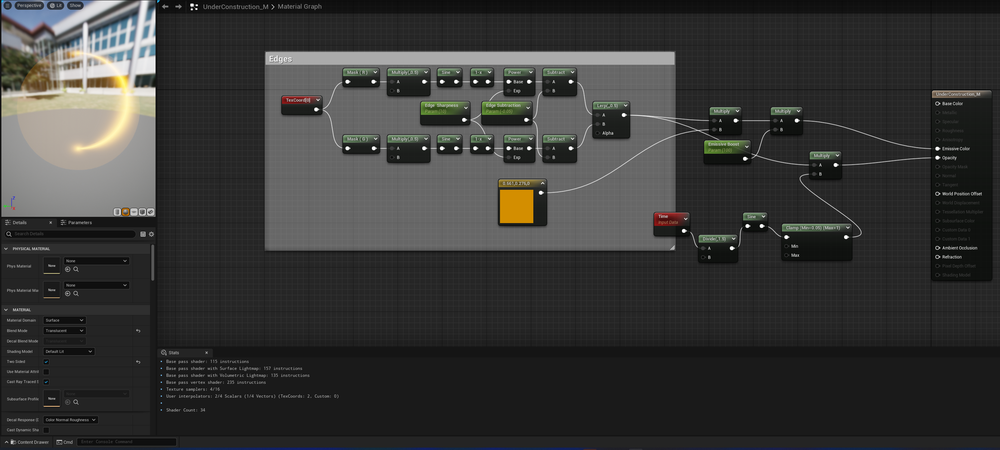 Perspective
Lit
Show
UnderConstruction_M
Material Graph
Edges
Mask ( R )
Multiply(,0.5)
A
B
Sine
1-x
Power
Base
Exp
Subtract
A
B
TexCoord[0]
Edge Sharpness
Param (10)
Edge Subtraction
Param (-0.05)
Lerp(,,0.5)
A
B
Alpha
Mask ( G )
Multiply(,0.5)
A
B
Sine
1-x
Power
Base
Exp
Subtract
A
B
0.661,0.276,0
Multiply
A
B
Multiply
A
B
Emissive Boost
Param (100)
Multiply
A
B
Time
Input Data
Divide(,1.5)
A
B
Sine
Clamp (Min=0.05) (Max=1)
Min
Max
UnderConstruction_M
Base Color
Metallic
Specular
Roughness
Anisotropy
Emissive Color
Opacity
Opacity Mask
Normal
Tangent
World Position Offset
World Displacement
Tessellation Multiplier
Subsurface Color
Custom Data 0
Custom Data 1
Ambient Occlusion
Refraction
Pixel Depth Offset
Shading Model
Z
Y
X
Details
Parameters
Search Details
PHYSICAL MATERIAL
Phys Material
None
None
Phys Material Mas
None
None
MATERIAL
Material Domain
Surface
Blend Mode
Translucent
Decal Blend Mode
Translucent
Shading Model
Default Lit
Two Sided
Use Material Attril
Cast Ray Traced S
Subsurface Profile
None
None
Decal Response (D
Color Normal Roughness
Cast Dynamic Sha
Stats
Base pass shader: 115 instructions
Base pass shader with Surface Lightmap: 157 instructions
Base pass shader with Volumetric Lightmap: 135 instructions
Base pass vertex shader: 235 instructions
Texture samplers: 4/16
User interpolators: 2/4 Scalars (1/4 Vectors) (TexCoords: 2, Custom: 0)
Shader Count: 34
Content Drawer
Cmd
Enter Console Command